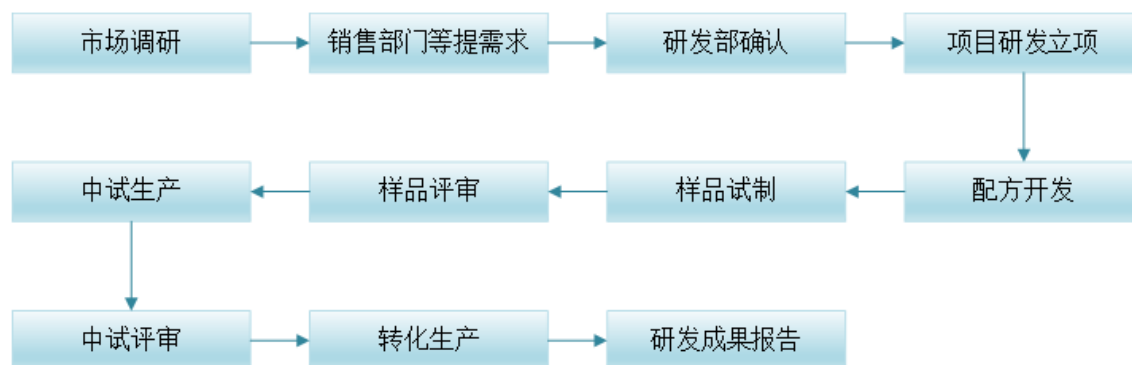 市场调研
销售部门等提需求
研发部确认
项目研发立项
配方开发
样品试制
样品评审
中试生产
中试评审
转化生产
研发成果报告